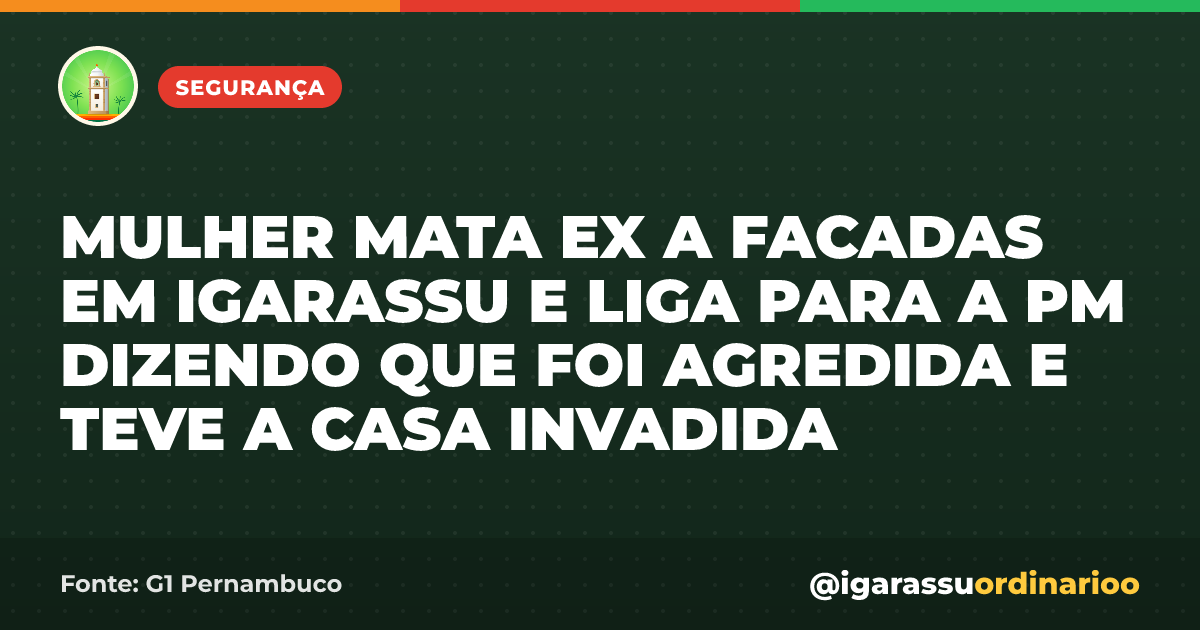 SEGURANÇA
MULHER MATA EX A FACADAS
EM IGARASSU E LIGA PARA A PM
DIZENDO QUE FOI AGREDIDA E
TEVE A CASA INVADIDA
Fonte: G1 Pernambuco
@igarassuordinarioo